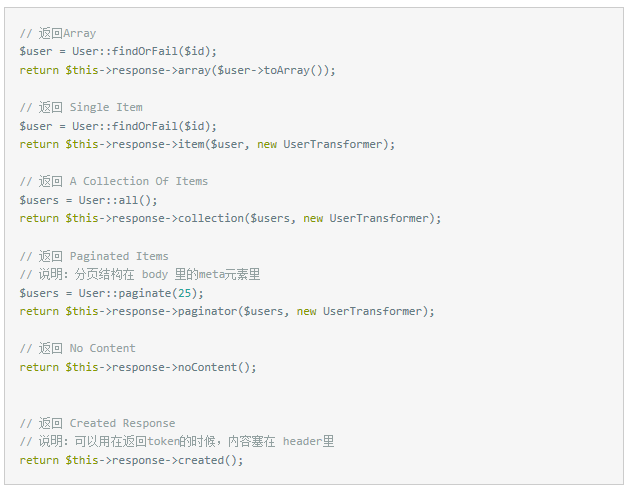 // 返回Array
$user = User::findOrFail($id);
return $this->response->array($user->toArray());
// 返回 Single Item
$user = User::findOrFail($id);
return $this->response->item($user, new UserTransformer);
// 返回 A Collection Of Items
$users = User::all();
return $this->response->collection($users, new UserTransformer);
// 返回 Paginated Items
// 说明：分页结构在 body 里的meta元素里
$users = User::paginate(25);
return $this->response->paginator($users, new UserTransformer);
// 返回 No Content
return $this->response->noContent();
// 返回 Created Response
// 说明：可以用在返回token的时候，内容塞在 header里
return $this->response->created();